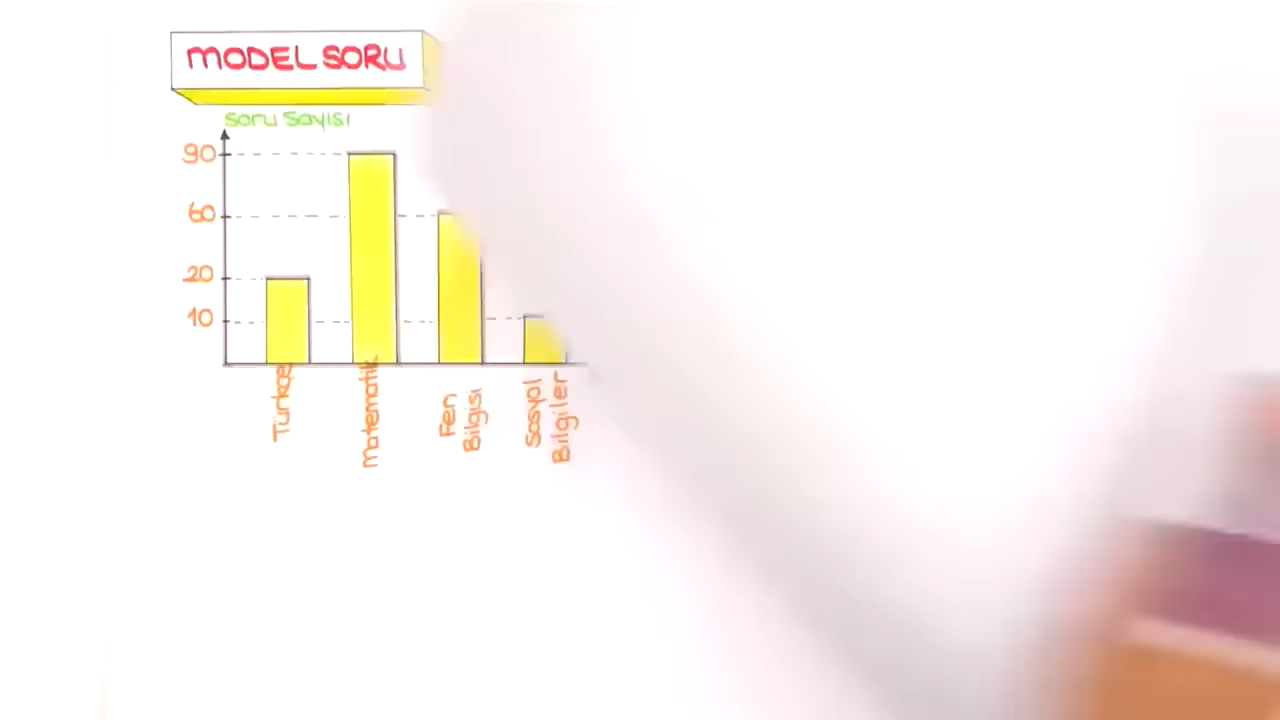 MODEL SORU
Soru Sayısı
90
60
20
10
Türkçe
Matematik
Fen
Bilgisi
Sosyal
Bilgiler